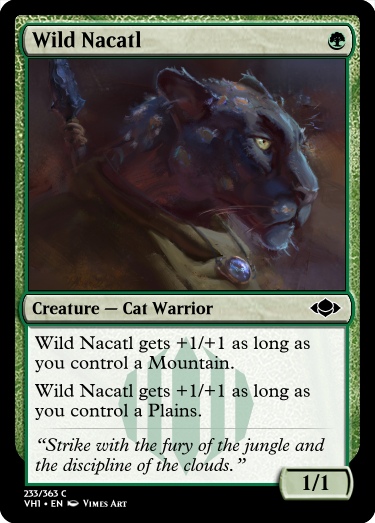 Wild Nacatl
Creature — Cat Warrior
Wild Nacatl gets +1/+1 as long as
you control a Mountain.
Wild Nacatl gets +1/+1 as long as
you control a Plains.
“Strike with the fury of the jungle and
the discipline of the clouds.”
1/1
233/363 C
VH1 • EN Vimes Art